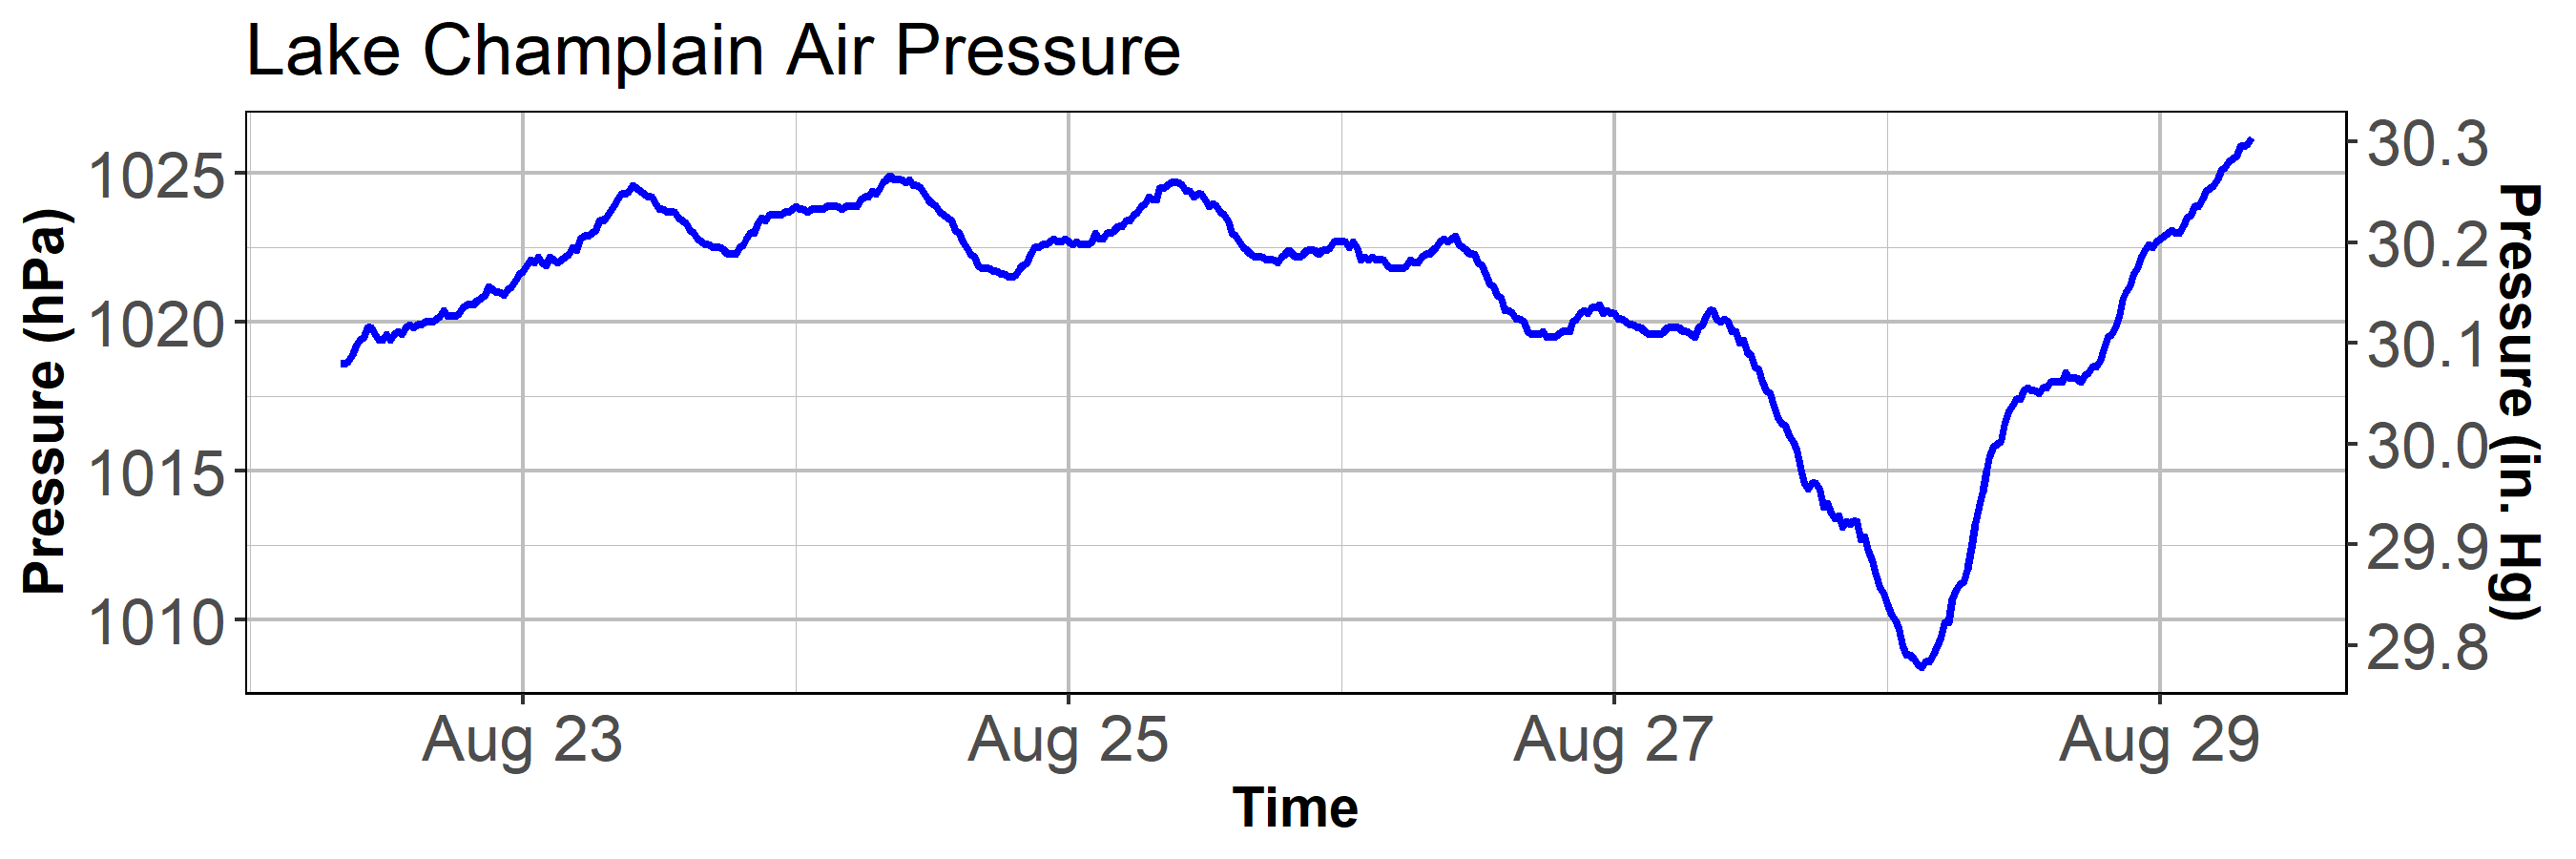 Lake Champlain Air Pressure
Pressure (hPa)
1025
1020
1015
1010
30.3
30.2
30.1
30.0
29.9
29.8
Pressure (in. Hg)
Aug 23
Aug 25
Aug 27
Aug 29
Time